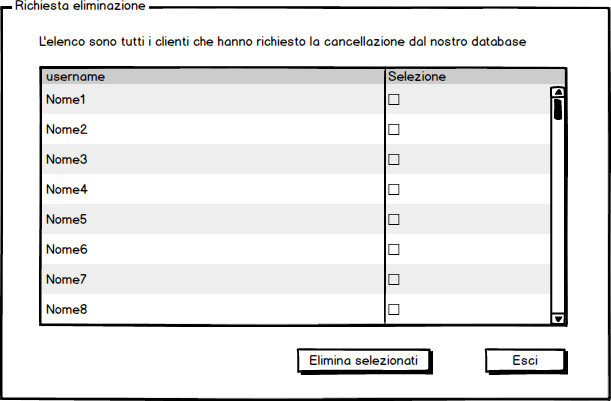 Richiesta eliminazione
L'elenco sono tutti i clienti che hanno richiesto la cancellazione dal nostro database
username Selezione
Nome1
Nome2
Nome3
Nome4
Nome5
Nome6
Nome7
Nome8
Elimina selezionati Esci